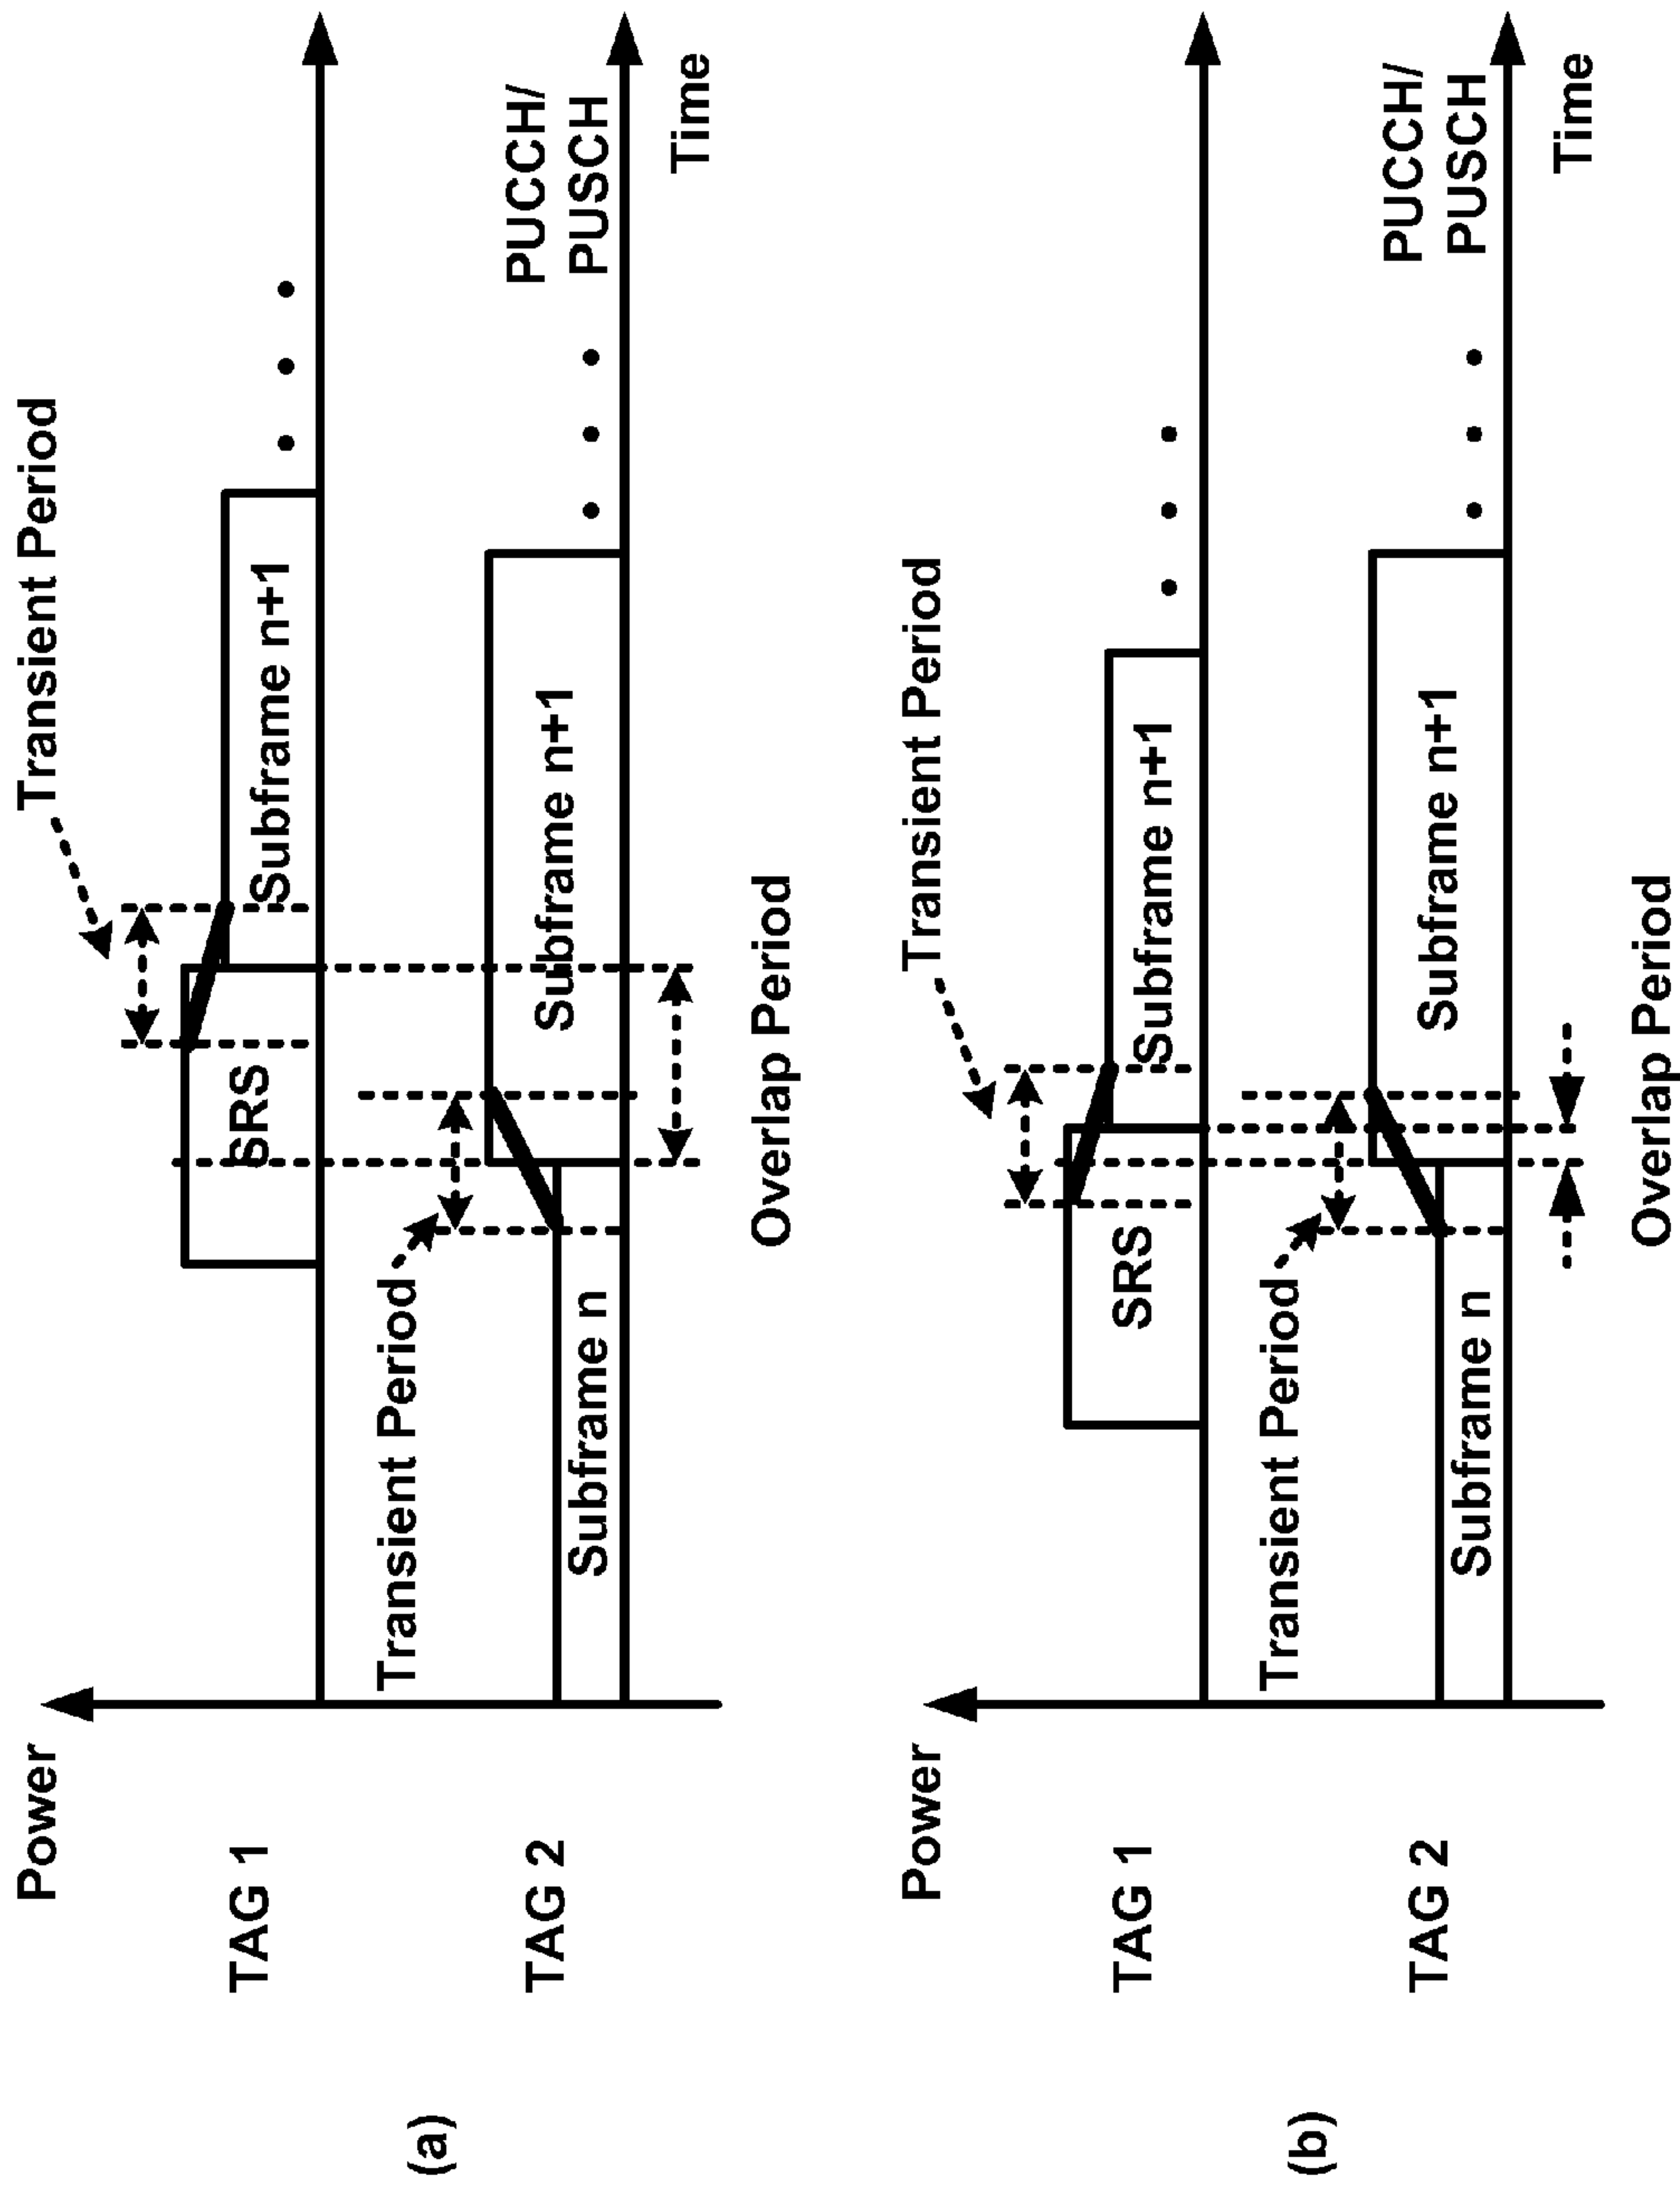 Power
Transient Period
TAG 1
SRS
Subframe n+1
Transient Period
PUCCH/
PUSCH
TAG 2
Subframe n+1
Subframe n
Time
Overlap Period
(a)
Power
Transient Period
TAG 1
SRS
Subframe n+1
Transient Period
PUCCH/
PUSCH
TAG 2
Subframe n+1
Subframe n
Time
Overlap Period
(b)